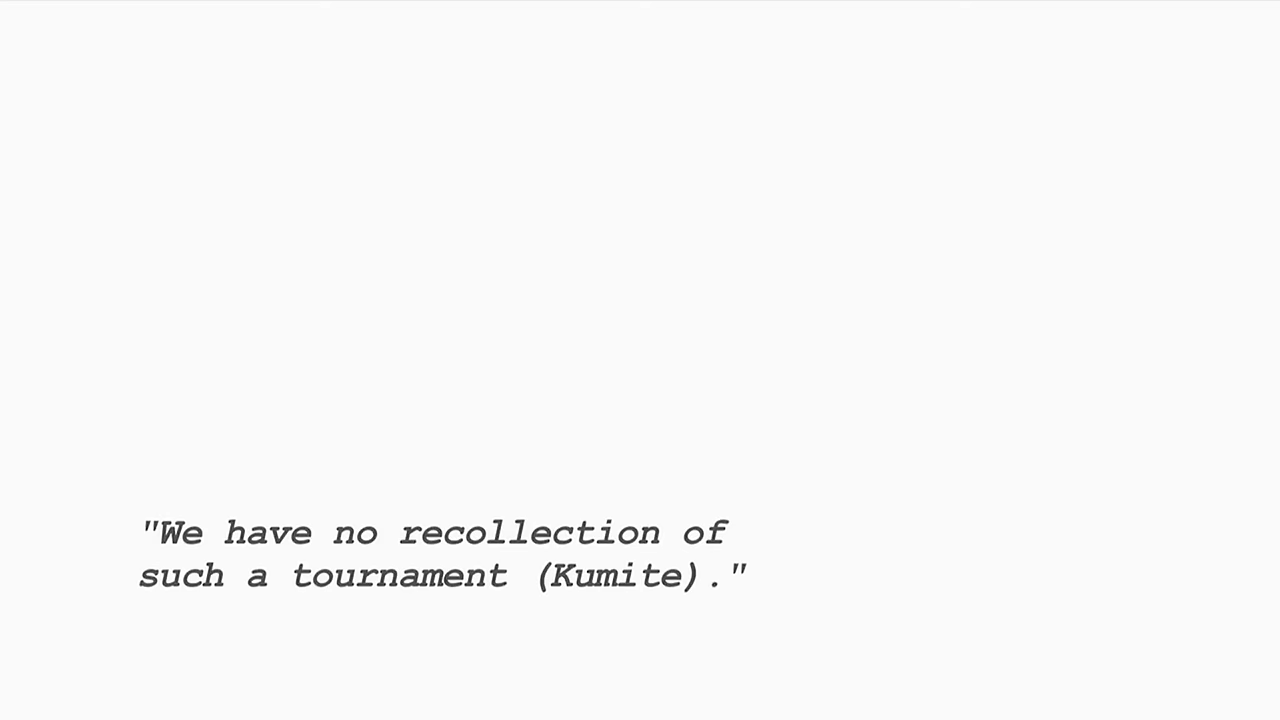 "We have no recollection of
such a tournament (Kumite)."